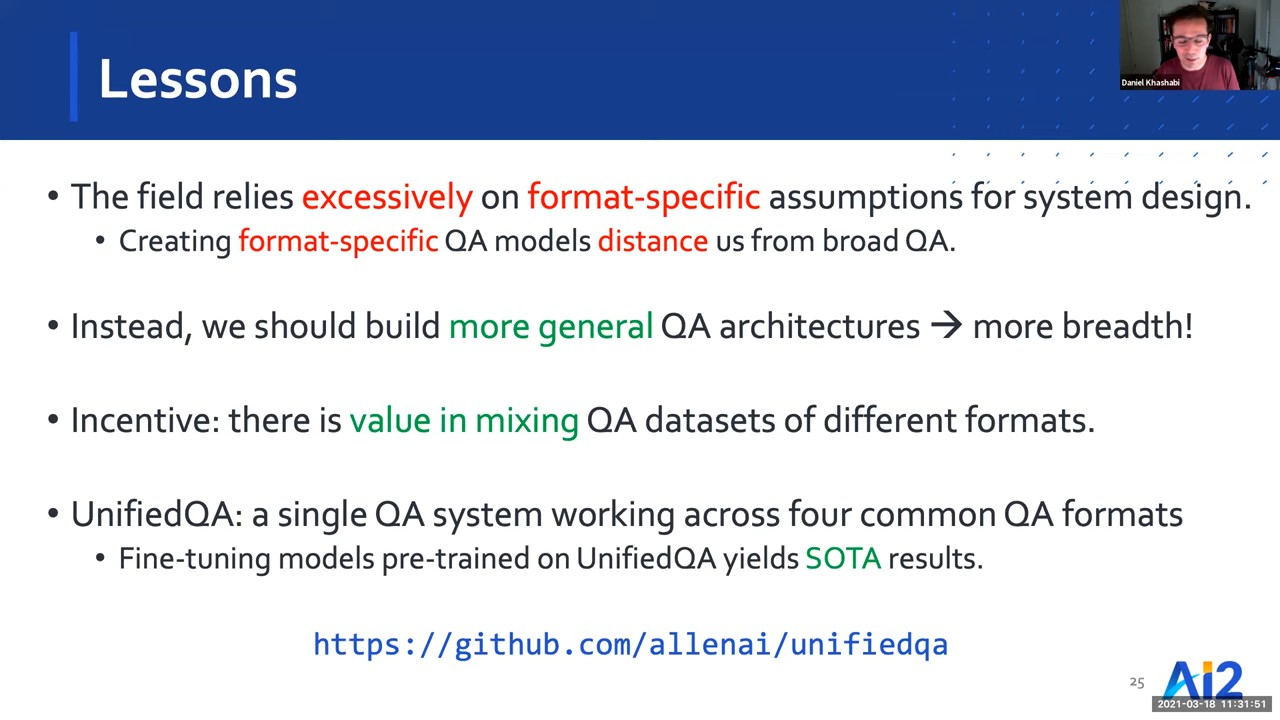 Lessons
Daniel Khashabi
• The field relies excessively on format-specific assumptions for system design.
• Creating format-specific QA models distance us from broad QA.
• Instead, we should build more general QA architectures → more breadth!
• Incentive: there is value in mixing QA datasets of different formats.
• UnifiedQA: a single QA system working across four common QA formats
• Fine-tuning models pre-trained on UnifiedQA yields SOTA results.
https://github.com/allenai/unifiedqa
25
AI2
2021-03-18 11:31:51